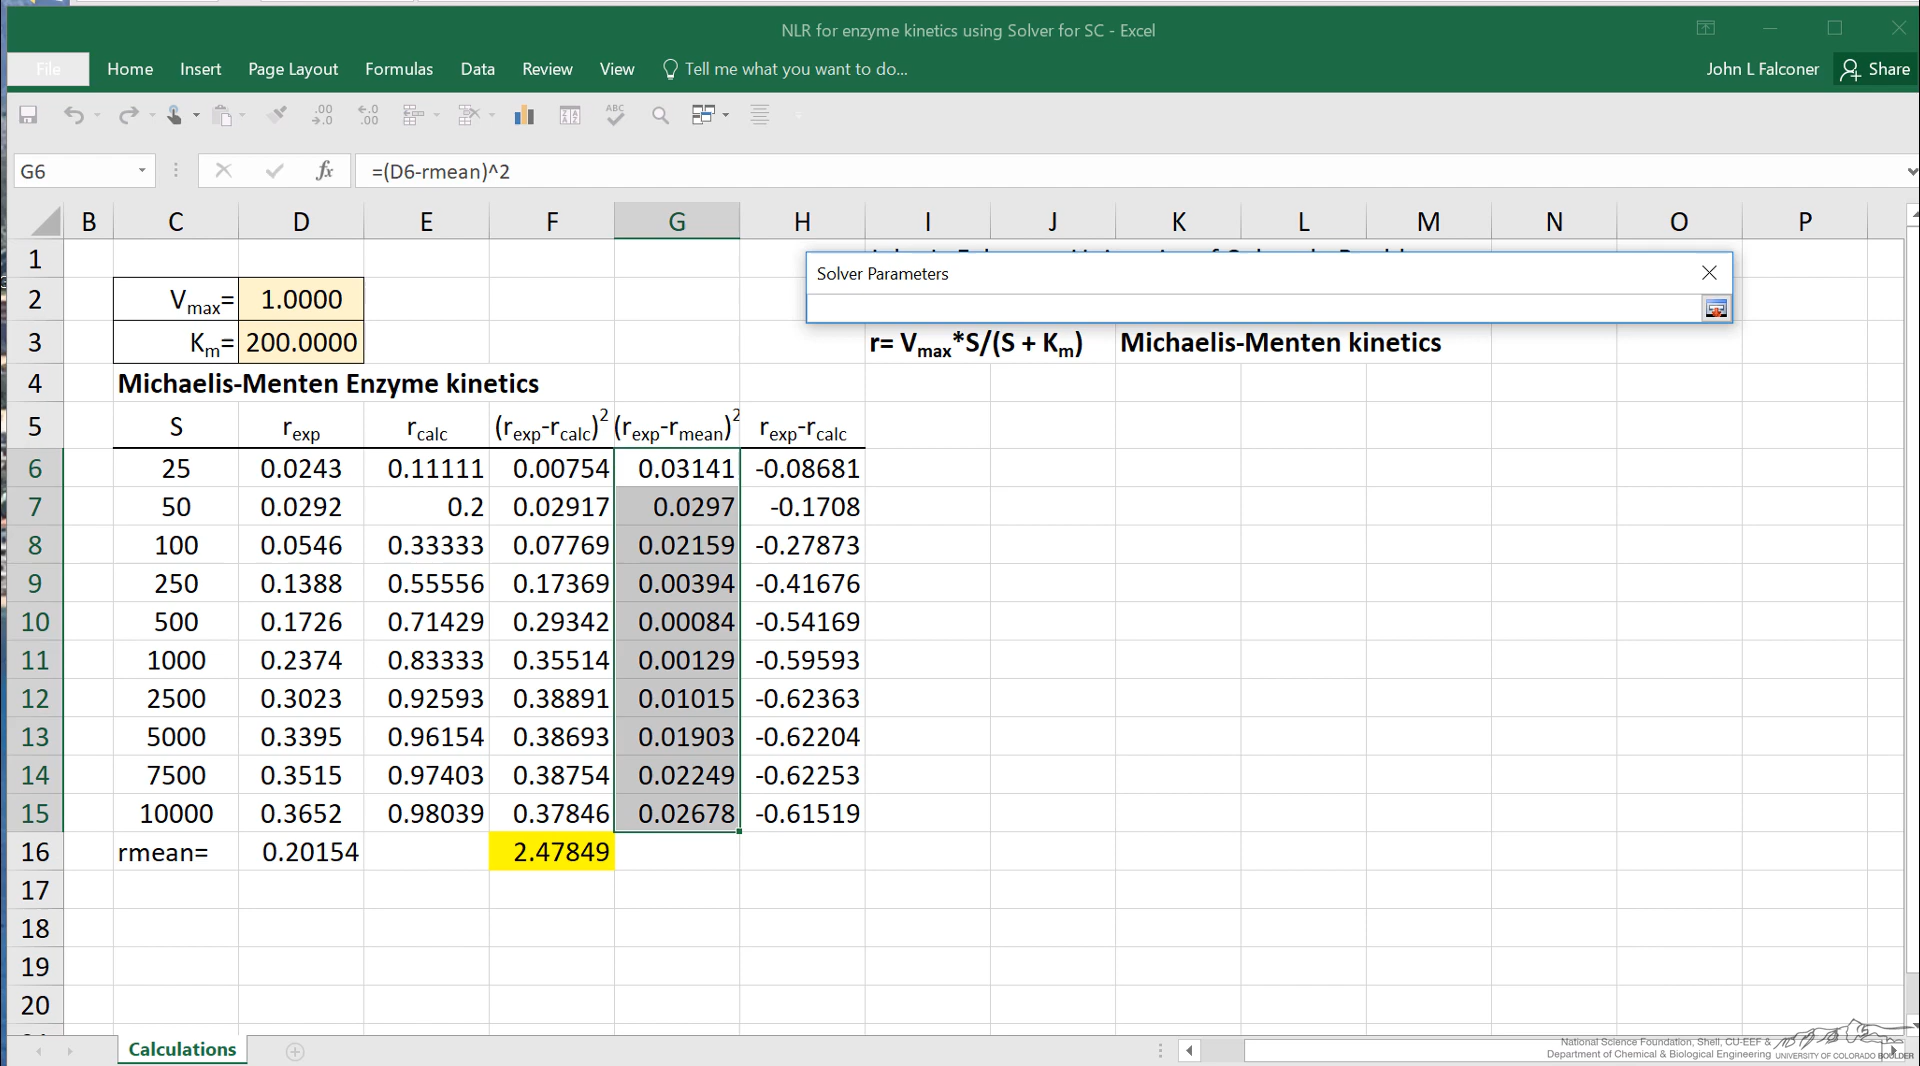 NLR for enzyme kinetics using Solver for SC - Excel
File Home Insert Page Layout Formulas Data Review View Tell me what you want to do... John L Falconer Share
G6 fx =(D6-rmean)^2
B C D E F G H I J K L M N O P
1
Solver Parameters
2 Vmax= 1.0000
3 Km= 200.0000 r= Vmax*S/(S + Km) Michaelis-Menten kinetics
4 Michaelis-Menten Enzyme kinetics
5 S rexp rcalc (rexp-rcalc)2 (rexp-rmean)2 rexp-rcalc
6 25 0.0243 0.11111 0.00754 0.03141 -0.08681
7 50 0.0292 0.2 0.02917 0.0297 -0.1708
8 100 0.0546 0.33333 0.07769 0.02159 -0.27873
9 250 0.1388 0.55556 0.17369 0.00394 -0.41676
10 500 0.1726 0.71429 0.29342 0.00084 -0.54169
11 1000 0.2374 0.83333 0.35514 0.00129 -0.59593
12 2500 0.3023 0.92593 0.38891 0.01015 -0.62363
13 5000 0.3395 0.96154 0.38693 0.01903 -0.62204
14 7500 0.3515 0.97403 0.38754 0.02249 -0.62253
15 10000 0.3652 0.98039 0.37846 0.02678 -0.61519
16 rmean= 0.20154 2.47849
17
18
19
20
Calculations
National Science Foundation, Shell, CU-EEF &
Department of Chemical & Biological Engineering UNIVERSITY OF COLORADO BOULDER